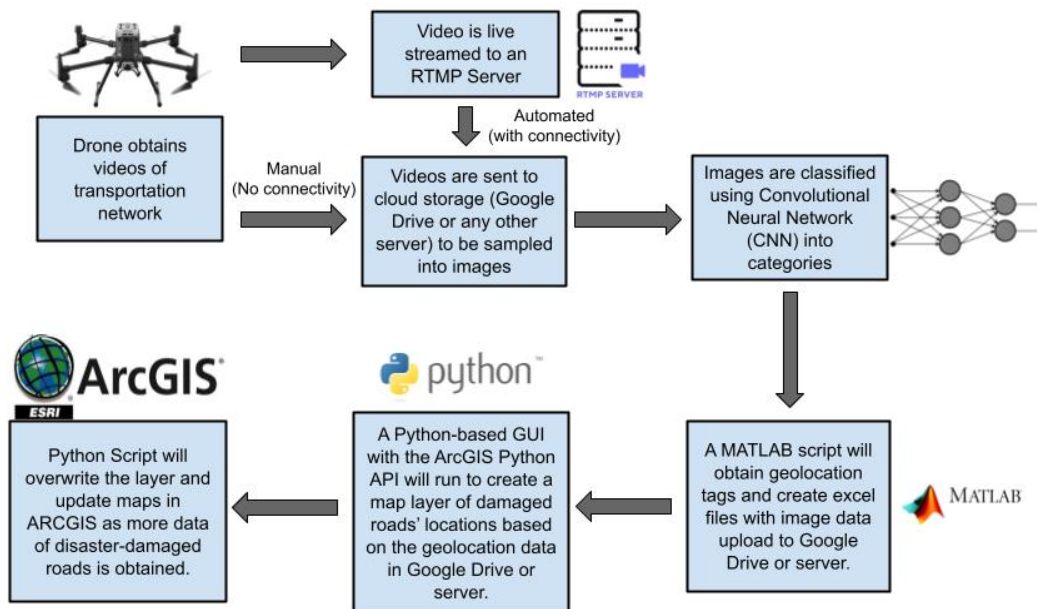 Video is live
streamed to an
RTMP Server
RTMP SERVER
Automated
(with connectivity)
Drone obtains
videos of
transportation
network
Manual
(No connectivity)
Videos are sent to
cloud storage (Google
Drive or any other
server) to be sampled
into images
Images are classified
using Convolutional
Neural Network
(CNN) into
categories
A MATLAB script will
obtain geolocation
tags and create excel
files with image data
upload to Google
Drive or server.
MATLAB
python™
A Python-based GUI
with the ArcGIS Python
API will run to create a
map layer of damaged
roads' locations based
on the geolocation data
in Google Drive or
server.
ArcGIS®
ESRI
Python Script will
overwrite the layer and
update maps in
ARCGIS as more data
of disaster-damaged
roads is obtained.